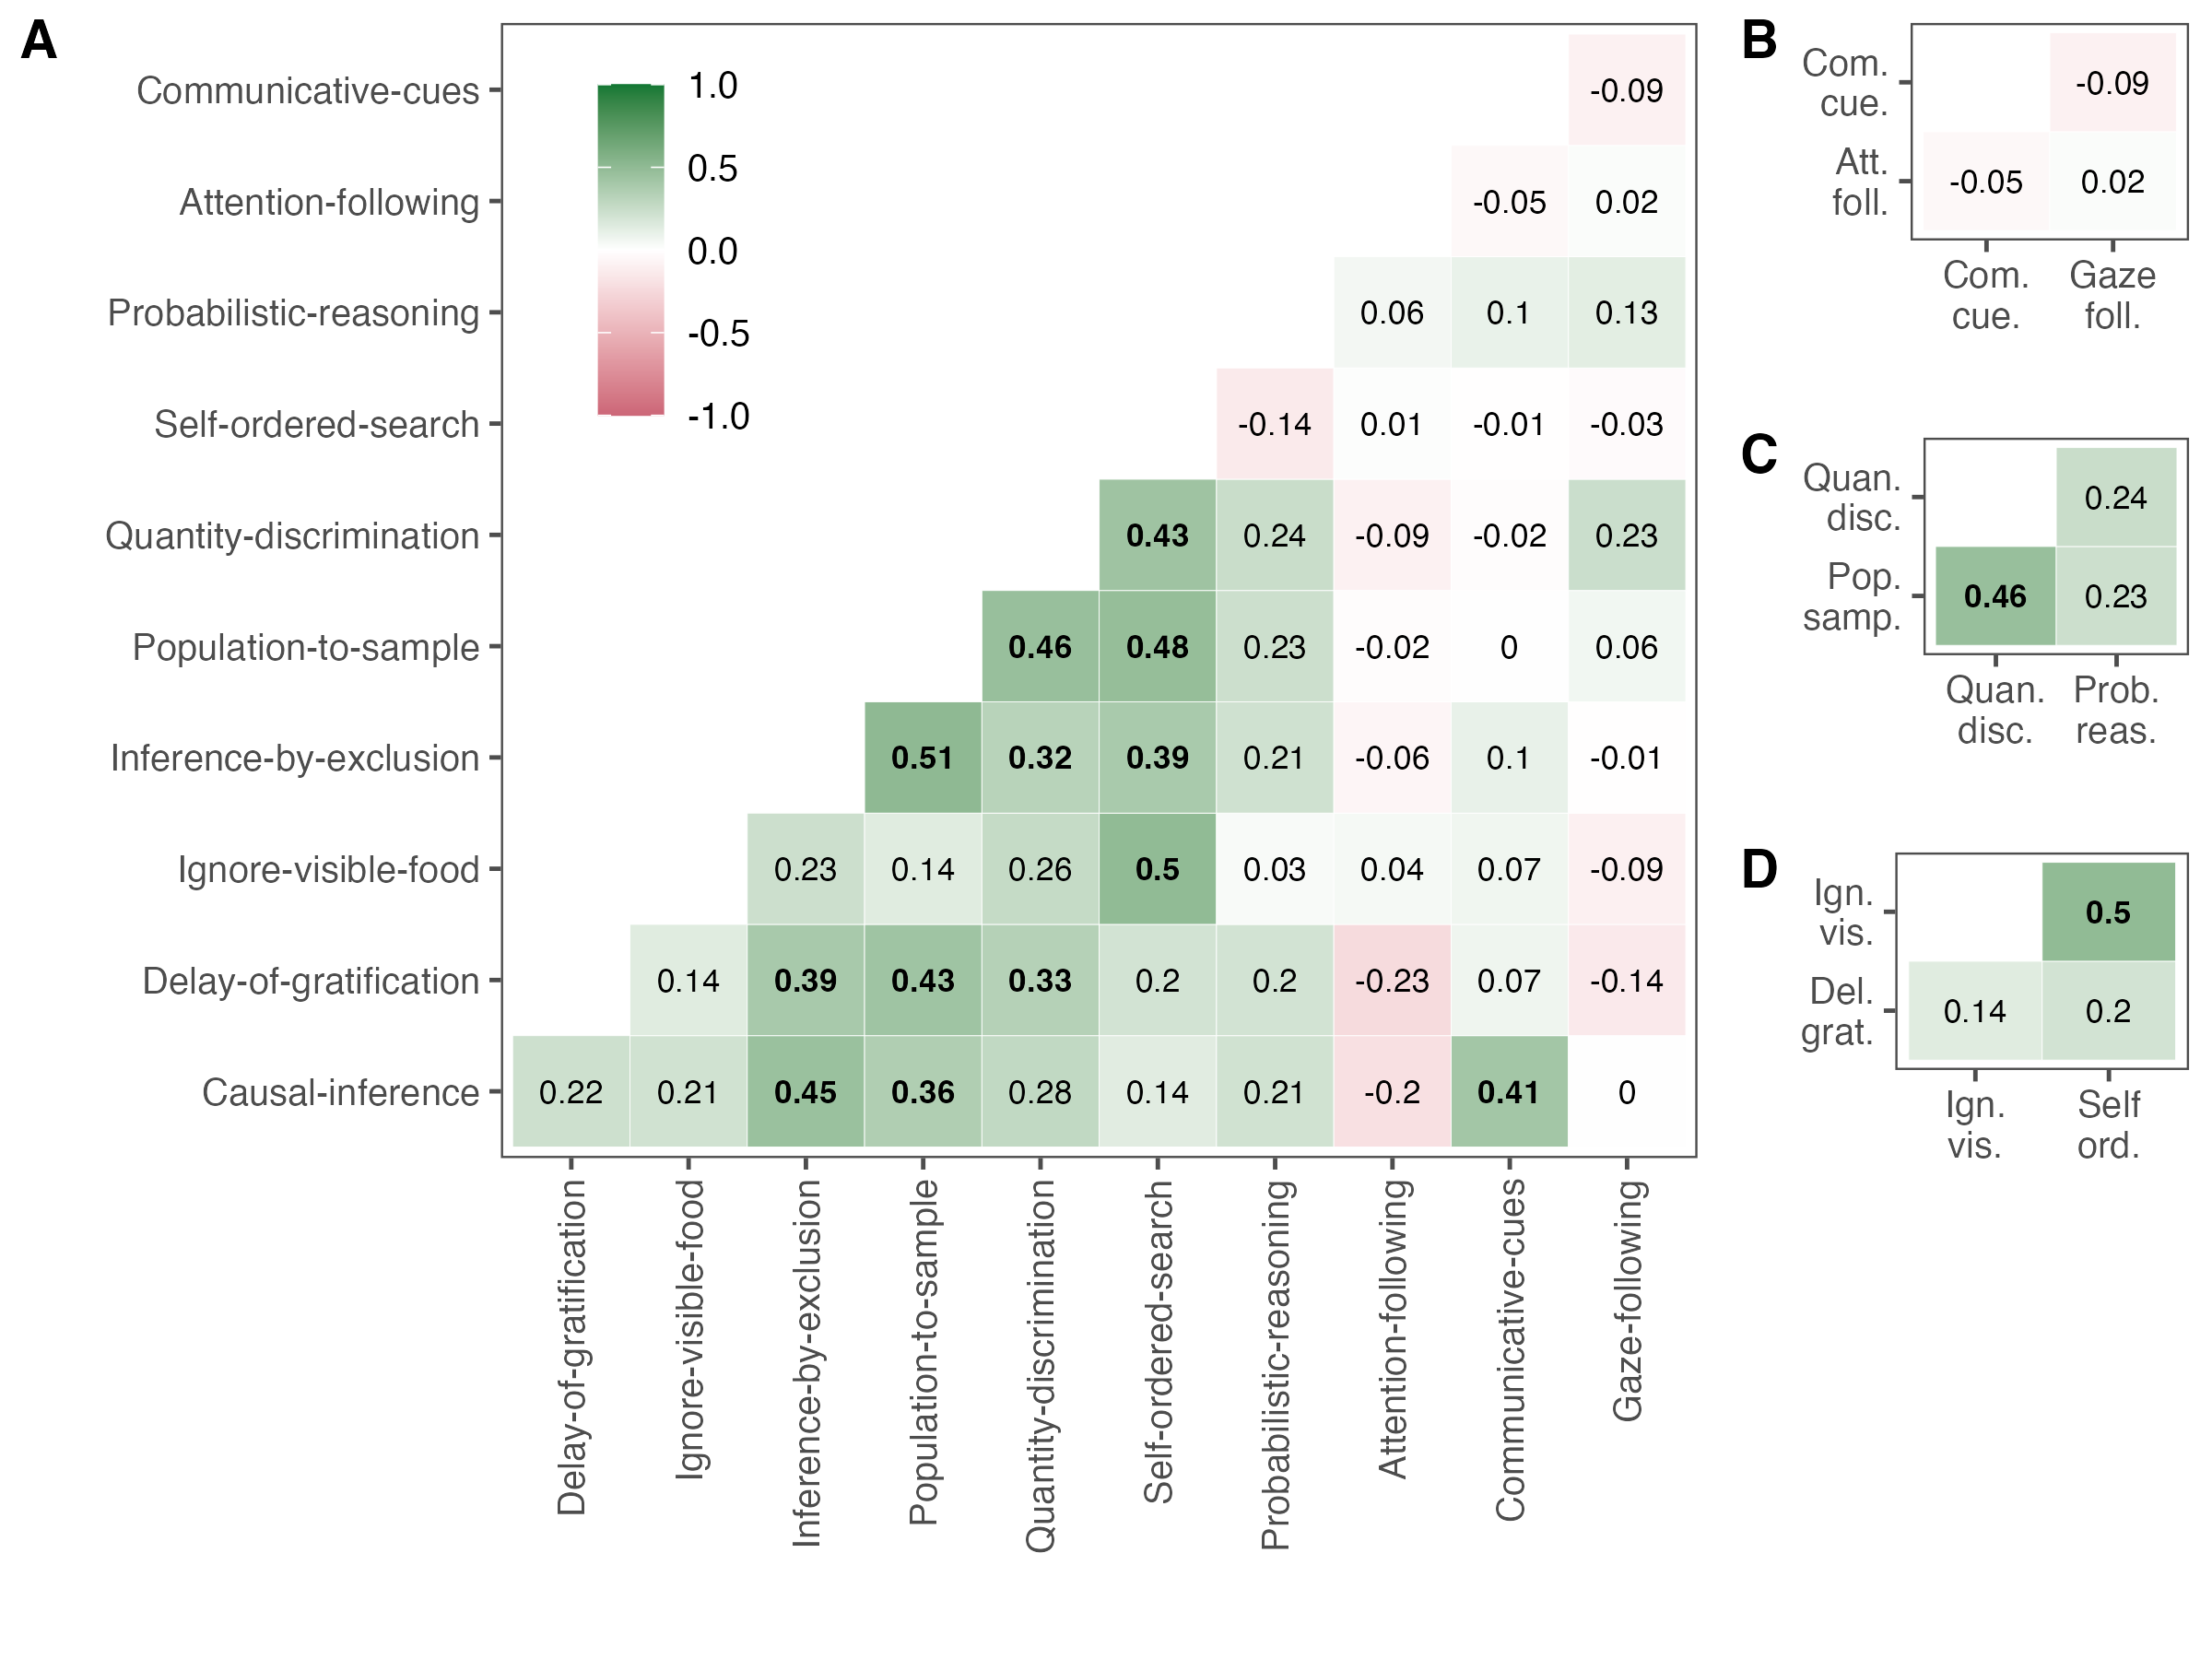 A
Communicative-cues -0.09
Attention-following -0.05 0.02
Probabilistic-reasoning 0.06 0.1 0.13
Self-ordered-search -0.14 0.01 -0.01 -0.03
Quantity-discrimination 0.43 0.24 -0.09 -0.02 0.23
Population-to-sample 0.46 0.48 0.23 -0.02 0 0.06
Inference-by-exclusion 0.51 0.32 0.39 0.21 -0.06 0.1 -0.01
Ignore-visible-food 0.23 0.14 0.26 0.5 0.03 0.04 0.07 -0.09
Delay-of-gratification 0.14 0.39 0.43 0.33 0.2 0.2 -0.23 0.07 -0.14
Causal-inference 0.22 0.21 0.45 0.36 0.28 0.14 0.21 -0.2 0.41 0
Delay-of-gratification
Ignore-visible-food
Inference-by-exclusion
Population-to-sample
Quantity-discrimination
Self-ordered-search
Probabilistic-reasoning
Attention-following
Communicative-cues
Gaze-following
1.0
0.5
0.0
-0.5
-1.0
B
Com.
cue.
-0.09
Att.
foll.
-0.05 0.02
Com. Gaze
cue. foll.
C
Quan.
disc.
0.24
Pop.
samp.
0.46 0.23
Quan. Prob.
disc. reas.
D
Ign.
vis.
0.5
Del.
grat.
0.14 0.2
Ign. Self
vis. ord.